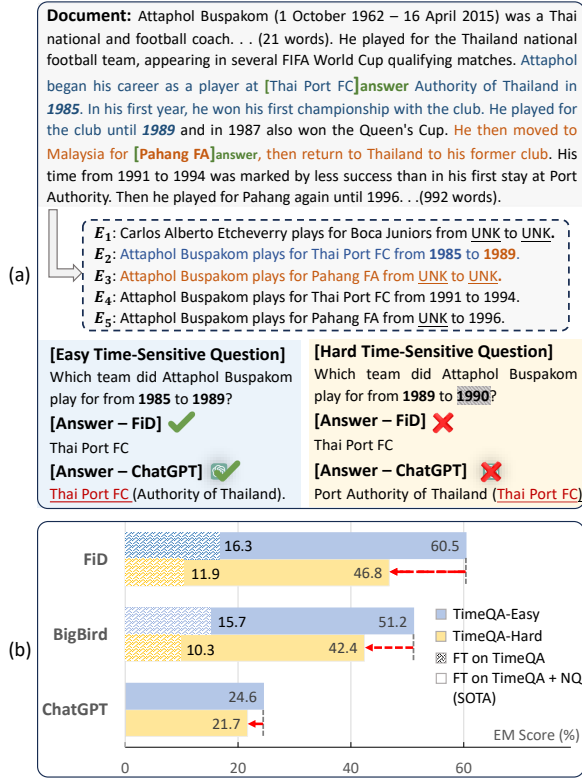 Document: Attaphol Buspakom (1 October 1962 – 16 April 2015) was a Thai
national and football coach. . . (21 words). He played for the Thailand national
football team, appearing in several FIFA World Cup qualifying matches. Attaphol
began his career as a player at [Thai Port FC]answer Authority of Thailand in
1985. In his first year, he won his first championship with the club. He played for
the club until 1989 and in 1987 also won the Queen's Cup. He then moved to
Malaysia for [Pahang FA]answer, then return to Thailand to his former club. His
time from 1991 to 1994 was marked by less success than in his first stay at Port
Authority. Then he played for Pahang again until 1996. . .(992 words).
(a)
E1: Carlos Alberto Etcheverry plays for Boca Juniors from UNK to UNK.
E2: Attaphol Buspakom plays for Thai Port FC from 1985 to 1989.
E3: Attaphol Buspakom plays for Pahang FA from UNK to UNK.
E4: Attaphol Buspakom plays for Thai Port FC from 1991 to 1994.
E5: Attaphol Buspakom plays for Pahang FA from UNK to 1996.
[Easy Time-Sensitive Question]
Which team did Attaphol Buspakom
play for from 1985 to 1989?
[Answer – FiD]
Thai Port FC
[Answer – ChatGPT]
Thai Port FC (Authority of Thailand).
[Hard Time-Sensitive Question]
Which team did Attaphol Buspakom
play for from 1989 to 1990?
[Answer – FiD]
Thai Port FC
[Answer – ChatGPT]
Port Authority of Thailand (Thai Port FC)
(b)
FiD
16.3 60.5
11.9 46.8
BigBird
15.7 51.2
10.3 42.4
ChatGPT
24.6
21.7
TimeQA-Easy
TimeQA-Hard
FT on TimeQA
FT on TimeQA + NQ
(SOTA)
EM Score (%)
0 20 40 60